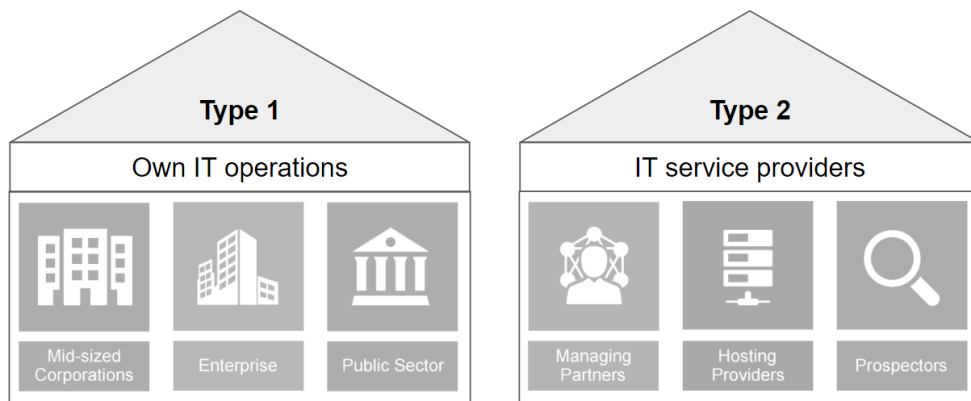 Type 1
Own IT operations
Mid-sized
Corporations
Enterprise
Public Sector
Type 2
IT service providers
Managing
Partners
Hosting
Providers
Prospectors